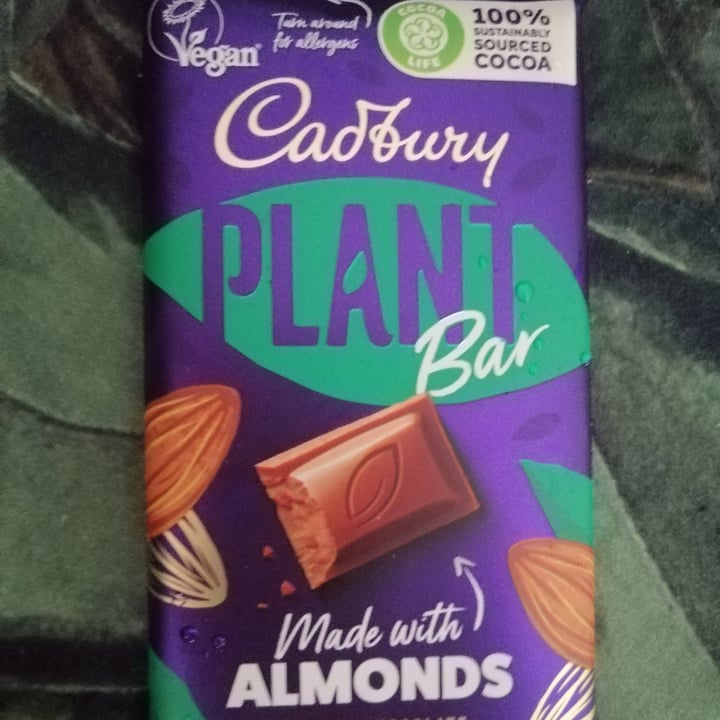 Vegan
Turn around
for allergens
COCOA
LIFE
100%
SUSTAINABLY
SOURCED
COCOA
Cadbury
PLANT
Bar
Made with
ALMONDS